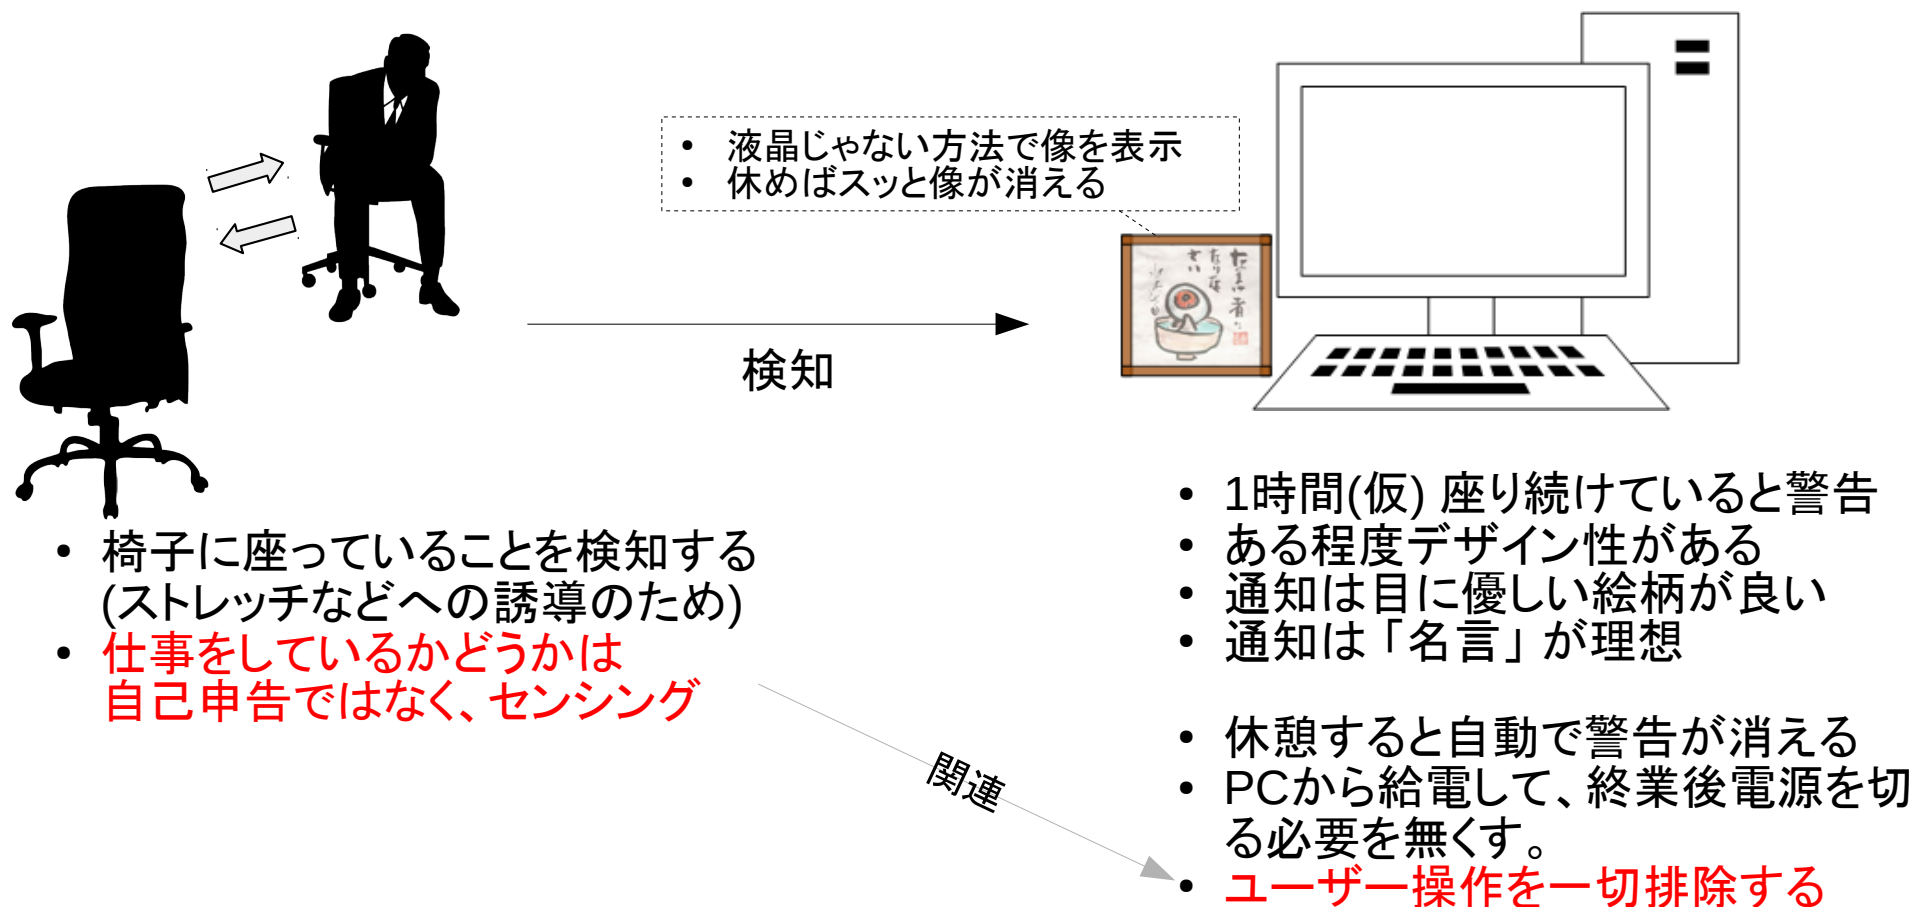 • 液晶じゃない方法で像を表示
• 休めばスッと像が消える
検知
• 椅子に座っていることを検知する
(ストレッチなどへの誘導のため)
• 仕事をしているかどうかは
自己申告ではなく、センシング
関連
• 1時間(仮) 座り続けていると警告
• ある程度デザイン性がある
• 通知は目に優しい絵柄が良い
• 通知は「名言」が理想
• 休憩すると自動で警告が消える
• PCから給電して、終業後電源を切
る必要を無くす。
• ユーザー操作を一切排除する